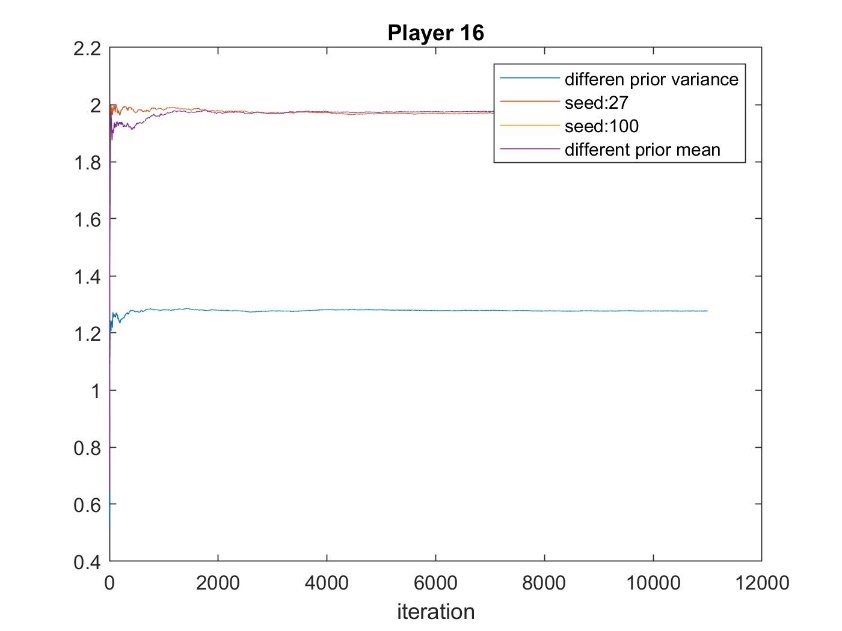 Player 16
2.2
2
1.8
1.6
1.4
1.2
1
0.8
0.6
0.4
differen prior variance
seed:27
seed:100
different prior mean
0 2000 4000 6000 8000 10000 12000
iteration